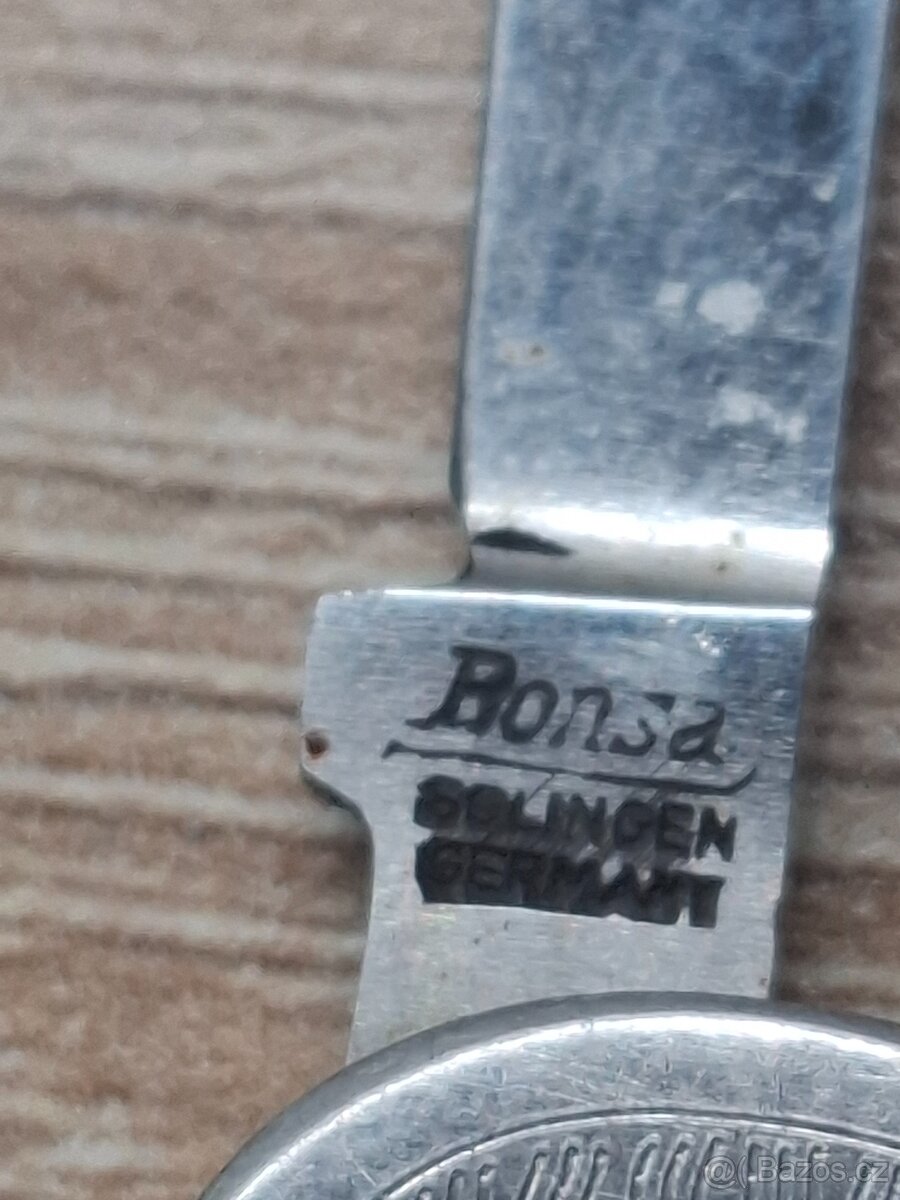 Bonsa
SOLINGEN
GERMANY
@( Bazos.cz